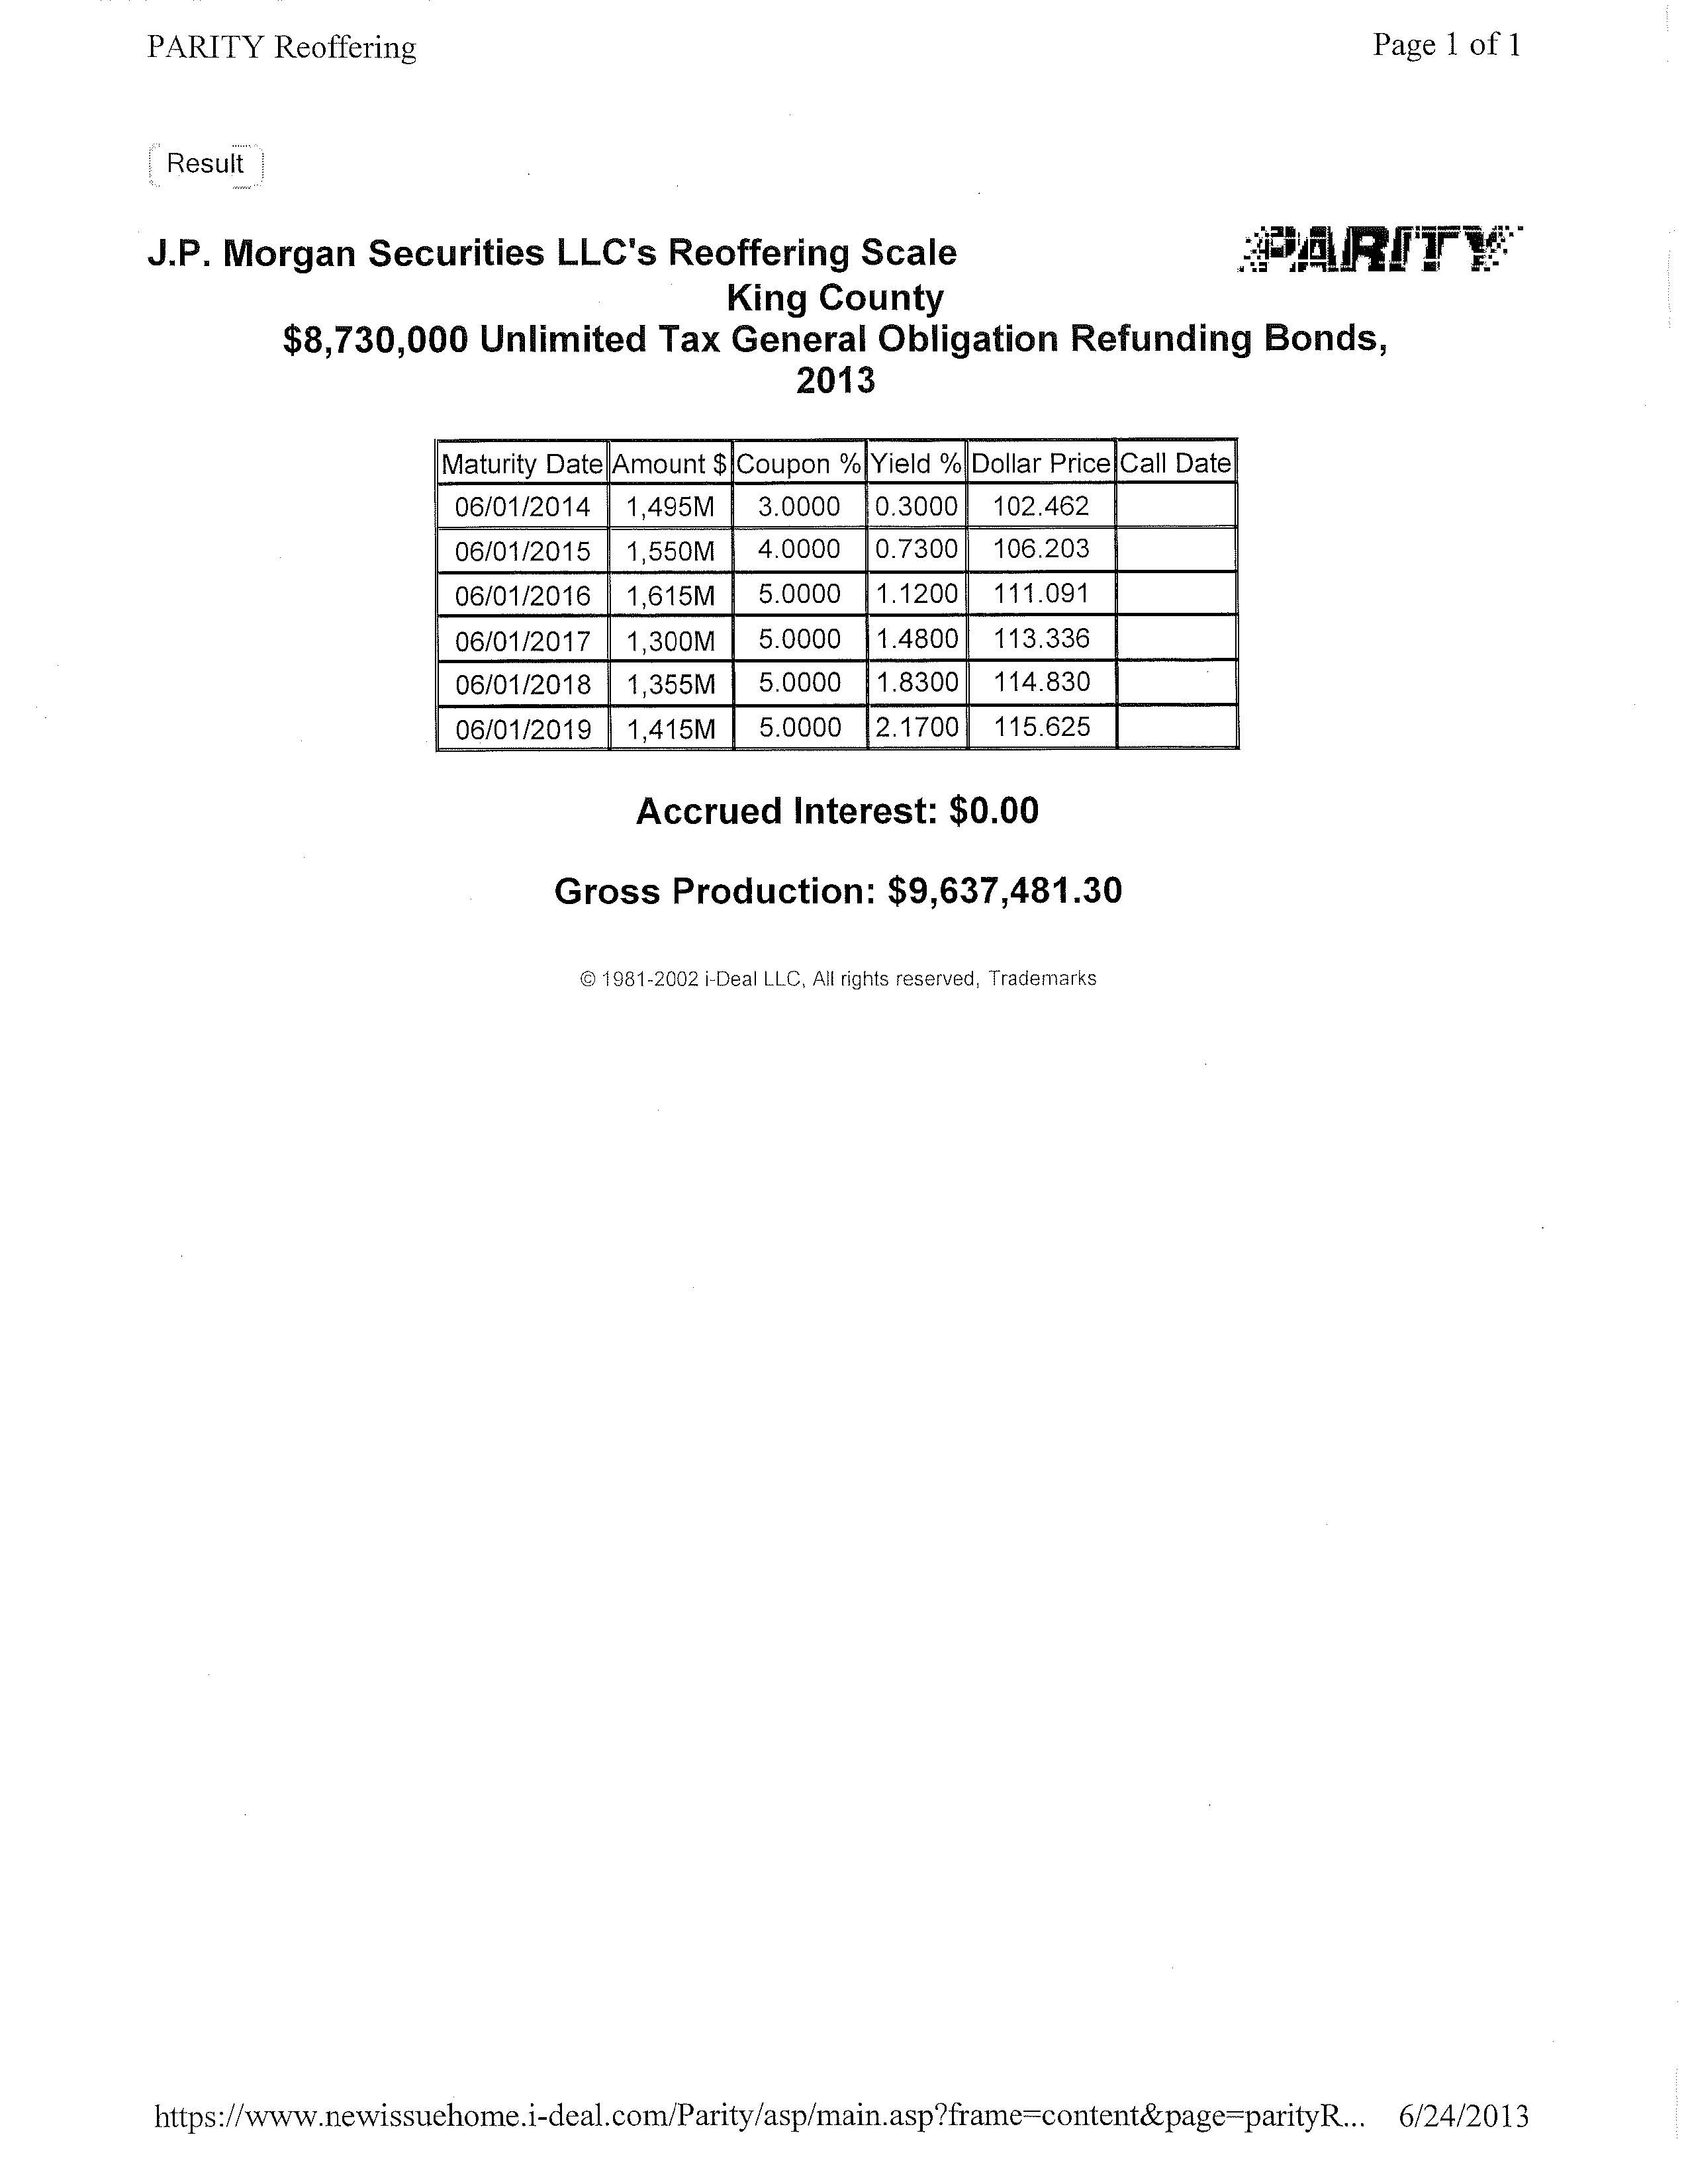 PARITY Reoffering Page 1 of 1
Result
J.P. Morgan Securities LLC's Reoffering Scale PARITY
King County
$8,730,000 Unlimited Tax General Obligation Refunding Bonds,
2013
Maturity Date Amount $ Coupon % Yield % Dollar Price Call Date
06/01/2014 1,495M 3.0000 0.3000 102.462
06/01/2015 1,550M 4.0000 0.7300 106.203
06/01/2016 1,615M 5.0000 1.1200 111.091
06/01/2017 1,300M 5.0000 1.4800 113.336
06/01/2018 1,355M 5.0000 1.8300 114.830
06/01/2019 1,415M 5.0000 2.1700 115.625
Accrued Interest: $0.00
Gross Production: $9,637,481.30
© 1981-2002 i-Deal LLC, All rights reserved, Trademarks
https://www.newissuehome.i-deal.com/Parity/asp/main.asp?frame=content&page=parityR... 6/24/2013